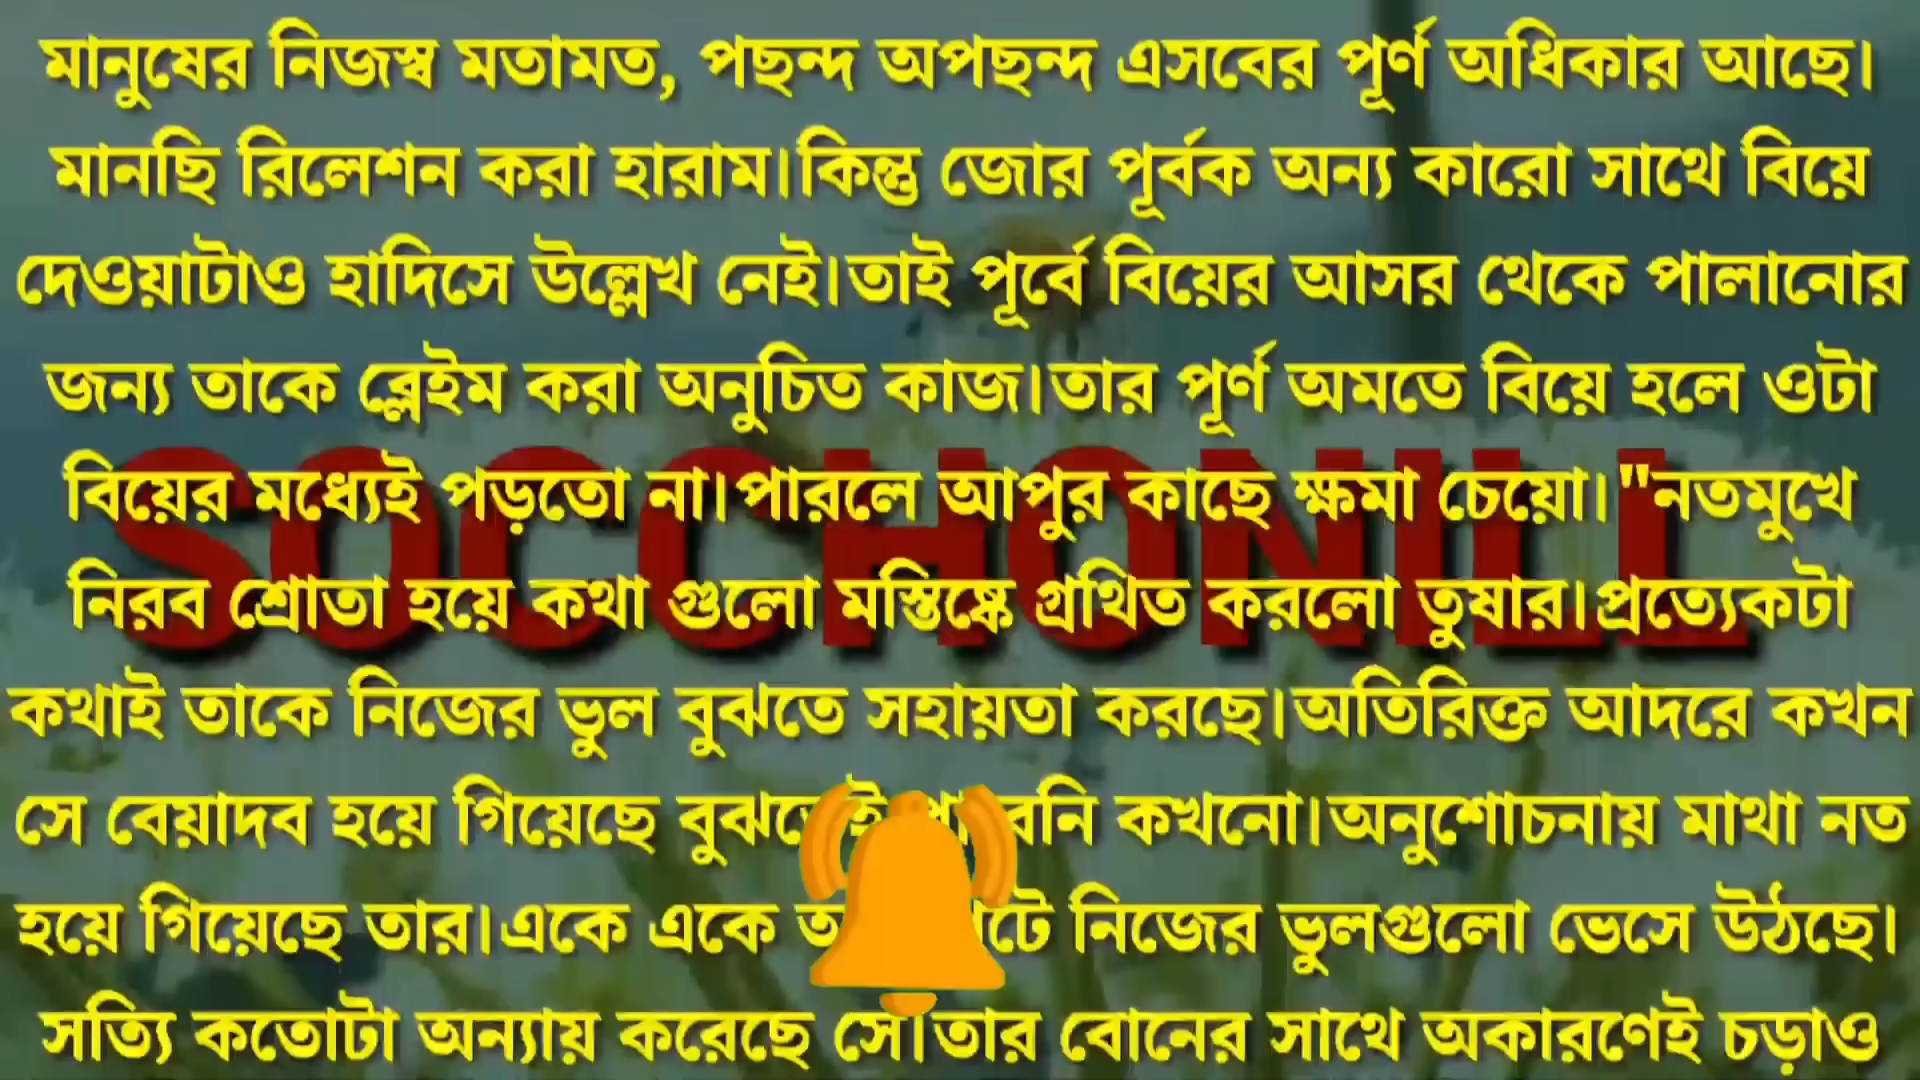 মানুষের নিজস্ব মতামত, পছন্দ অপছন্দ এসবের পূর্ণ অধিকার আছে।
মানছি রিলেশন করা হারাম।কিন্তু জোর পূর্বক অন্য কারো সাথে বিয়ে
দেওয়াটাও হাদিসে উল্লেখ নেই।তাই পূর্বে বিয়ের আসর থেকে পালানোর
জন্য তাকে ব্লেইম করা অনুচিত কাজ।তার পূর্ণ অমতে বিয়ে হলে ওটা
বিয়ের মধ্যেই পড়তো না।পারলে আপুর কাছে ক্ষমা চেয়ো।"নতমুখে
SOCCHONILL
নিরব শ্রোতা হয়ে কথা গুলো মস্তিষ্কে গ্রথিত করলো তুষার।প্রত্যেকটা
কথাই তাকে নিজের ভুল বুঝতে সহায়তা করছে।অতিরিক্ত আদরে কখন
সে বেয়াদব হয়ে গিয়েছে কখনো।অনুশোচনায় মাথা নত
হয়ে গিয়েছে তার।একে একে নিজের ভুলগুলো ভেসে উঠছে।
সত্যি কতোটা অন্যায় করেছে সে।তার বোনের সাথে অকারণেই চড়াও